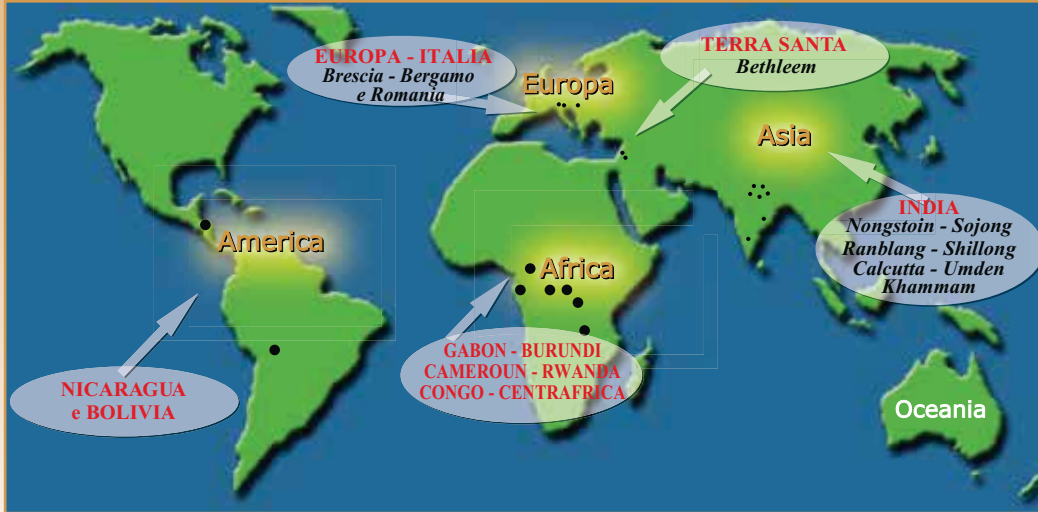 EUROPA - ITALIA
Brescia - Bergamo
e Romania
TERRA SANTA
Bethleem
Europa
Asia
INDIA
Nongstoin - Sojong
Ranblang - Shillong
Calcutta - Umden
Khammam
America
Africa
GABON - BURUNDI
CAMEROUN - RWANDA
CONGO - CENTRAFRICA
NICARAGUA
e BOLIVIA
Oceania